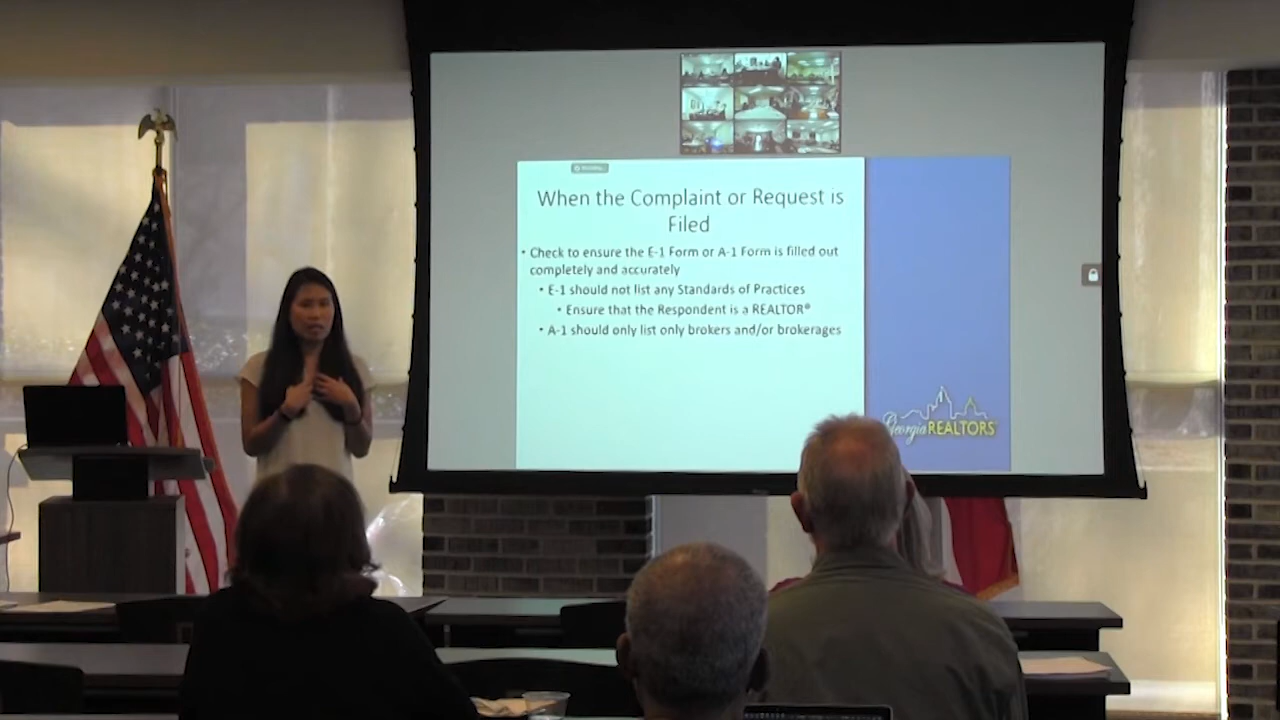 When the Complaint or Request is
Filed
• Check to ensure the E-1 Form or A-1 Form is filled out
completely and accurately
• E-1 should not list any Standards of Practices
• Ensure that the Respondent is a REALTOR®
• A-1 should only list only brokers and/or brokerages
Georgia REALTORS